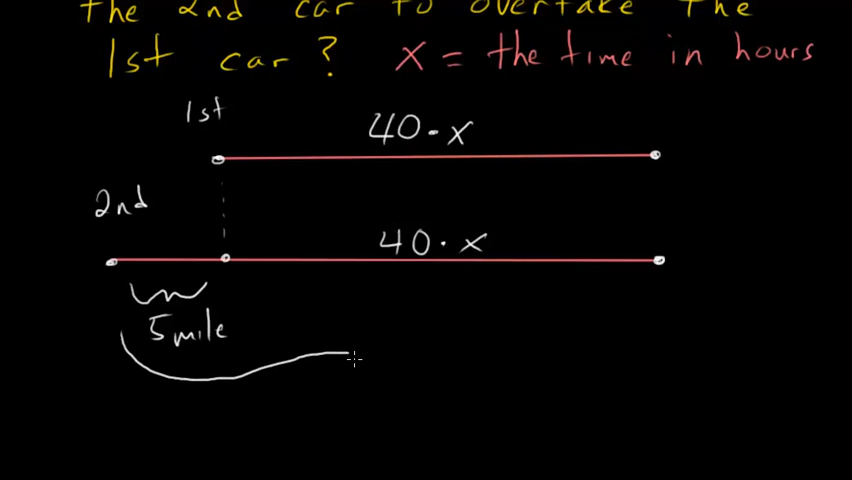 the 2nd car to overtake the
1st car? x = the time in hours
1st
40 · x
2nd
40 · x
5 mile